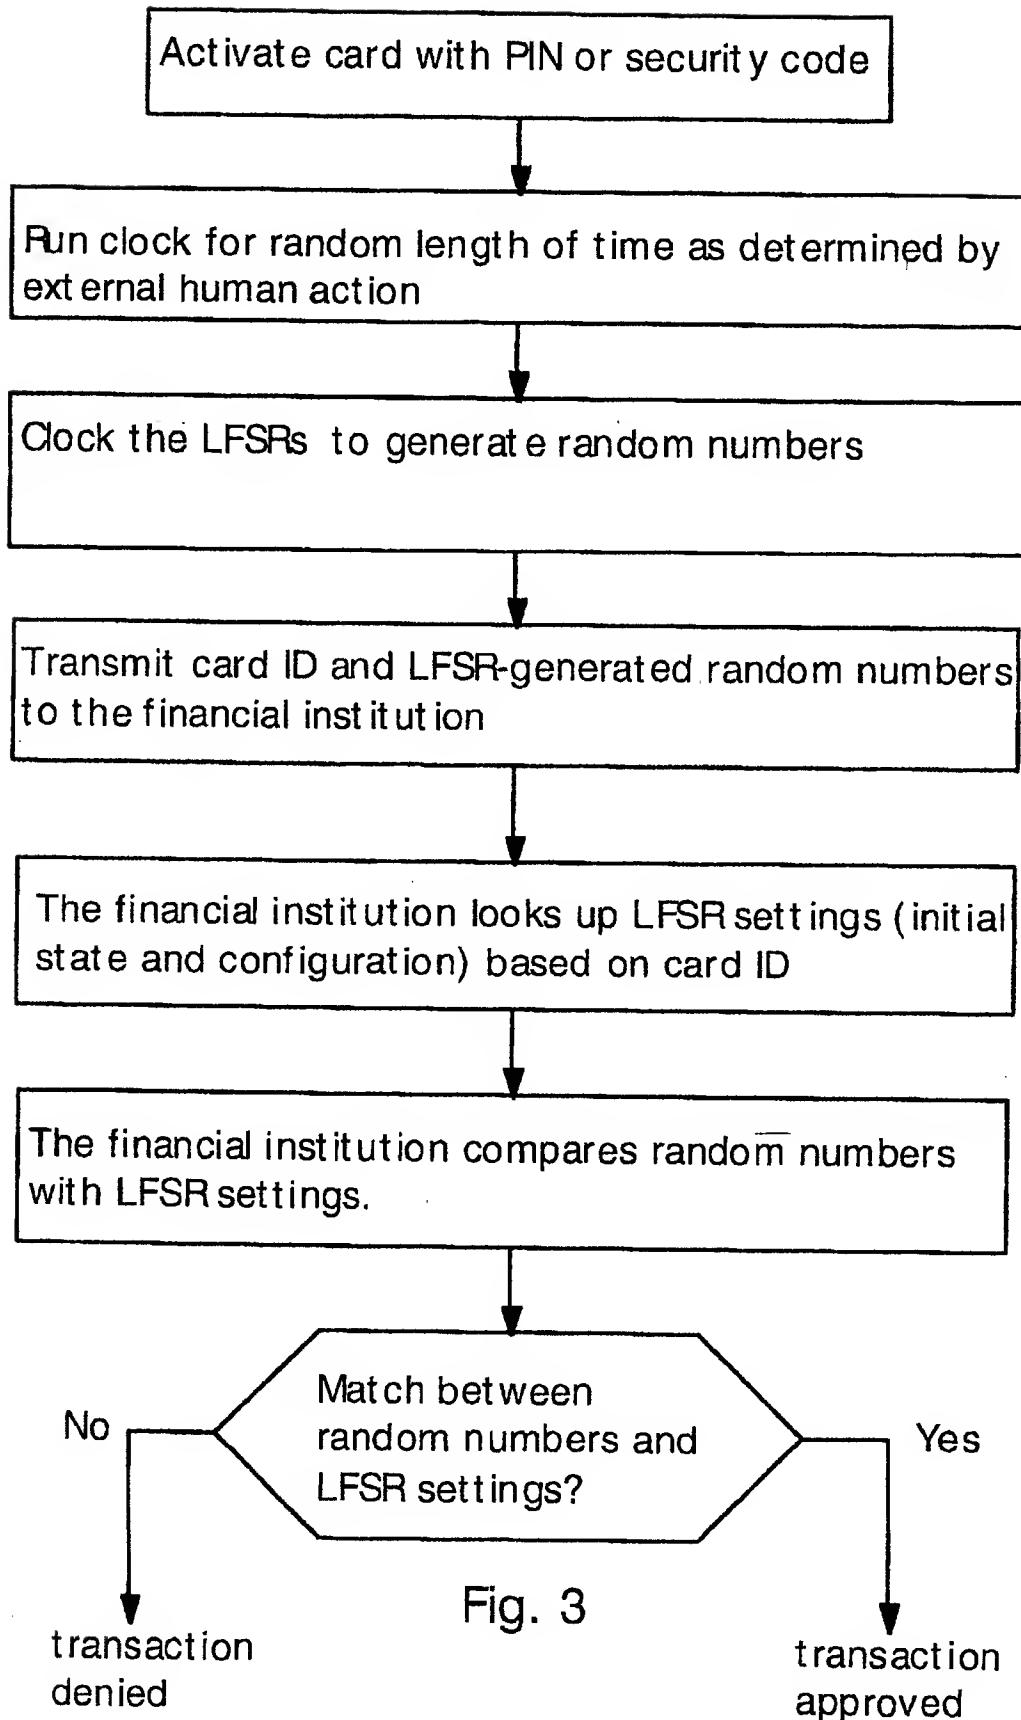 Activate card with PIN or security code
Run clock for random length of time as determined by
external human action
Clock the LFSRs to generate random numbers
Transmit card ID and LFSR-generated random numbers
to the financial institution
The financial institution looks up LFSR settings (initial
state and configuration) based on card ID
The financial institution compares random numbers
with LFSR settings.
Match between
random numbers and
LFSR settings?
No
Yes
Fig. 3
transaction
denied
transaction
approved